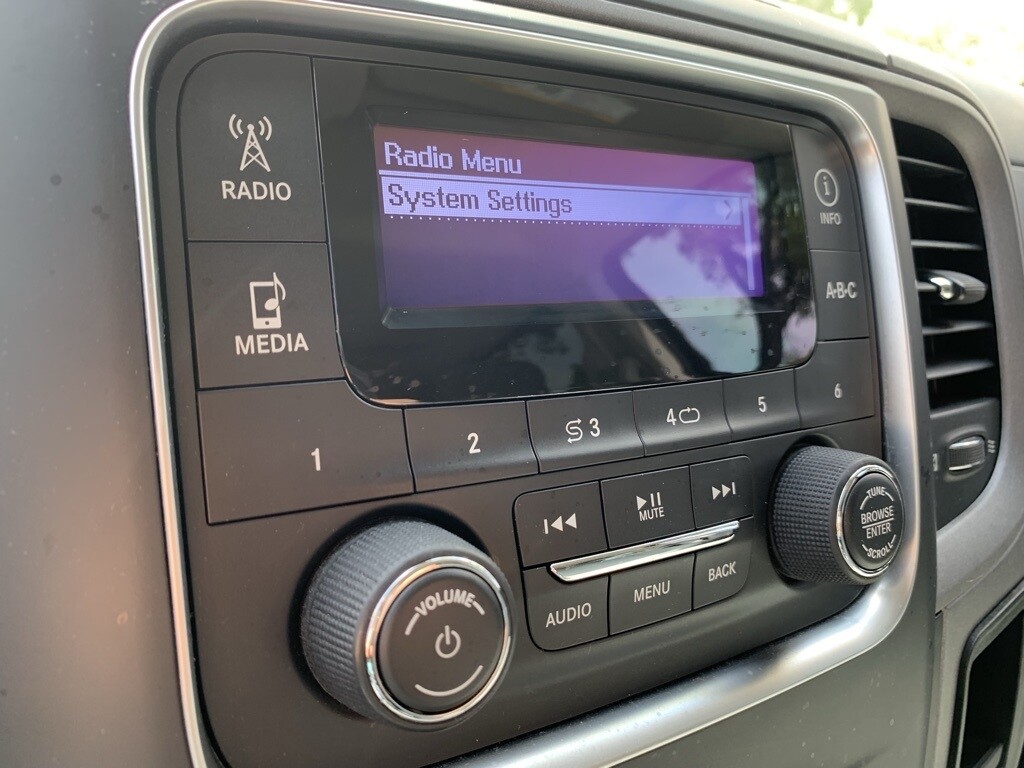 RADIO
Radio Menu
System Settings
i
INFO
MEDIA
A-B-C
1
2
3
4
5
6
MUTE
AUDIO
MENU
BACK
VOLUME
TUNE
BROWSE
ENTER
SCROLL